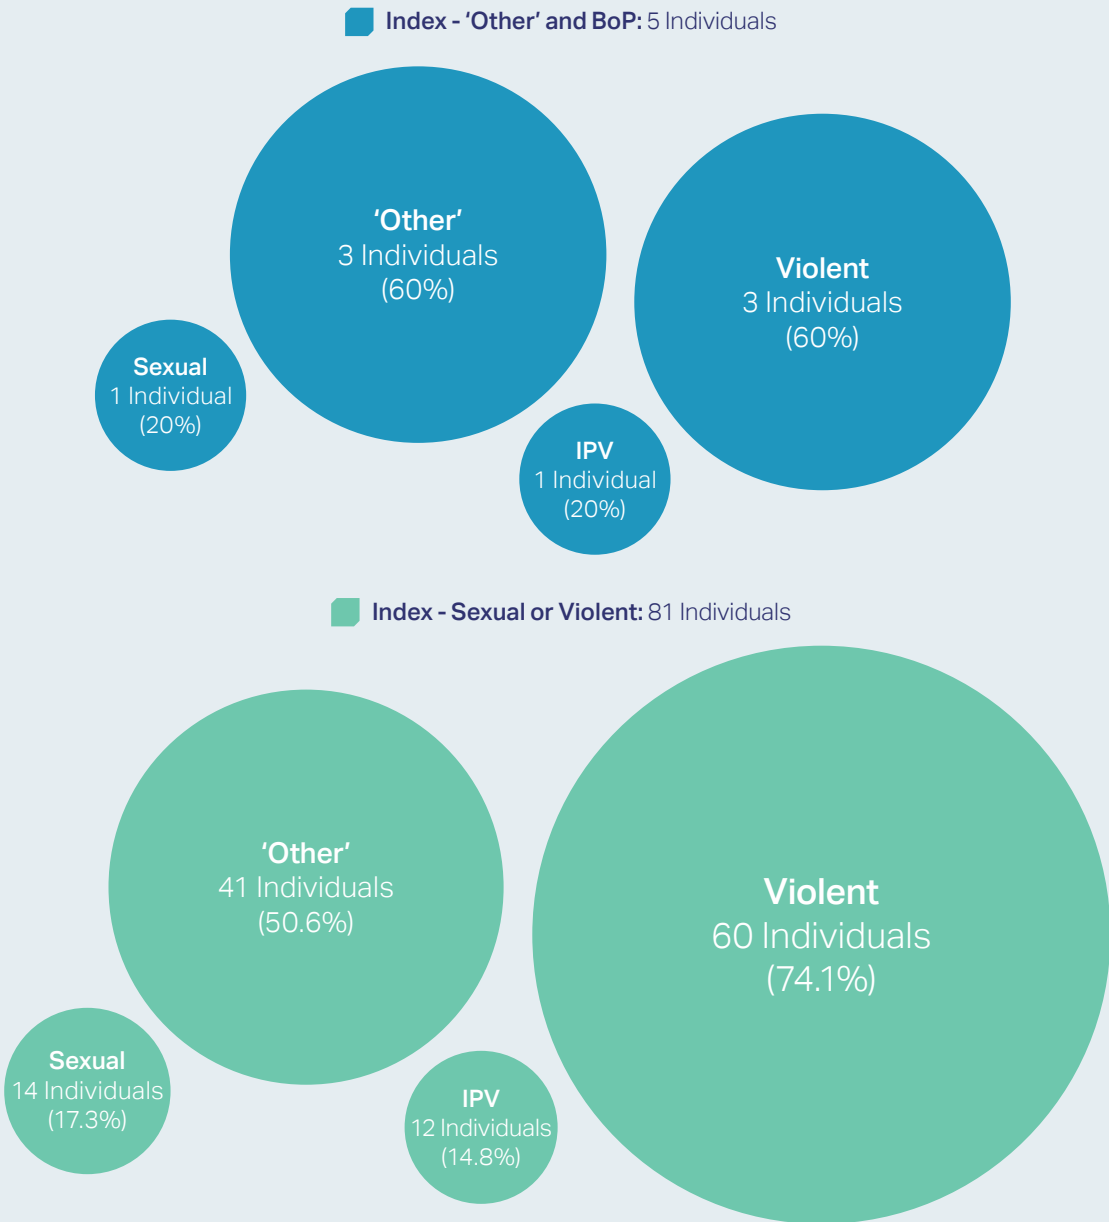 Index - ‘Other’ and BoP: 5 Individuals
‘Other’
3 Individuals
(60%)
Violent
3 Individuals
(60%)
Sexual
1 Individual
(20%)
IPV
1 Individual
(20%)
Index - Sexual or Violent: 81 Individuals
‘Other’
41 Individuals
(50.6%)
Violent
60 Individuals
(74.1%)
Sexual
14 Individuals
(17.3%)
IPV
12 Individuals
(14.8%)